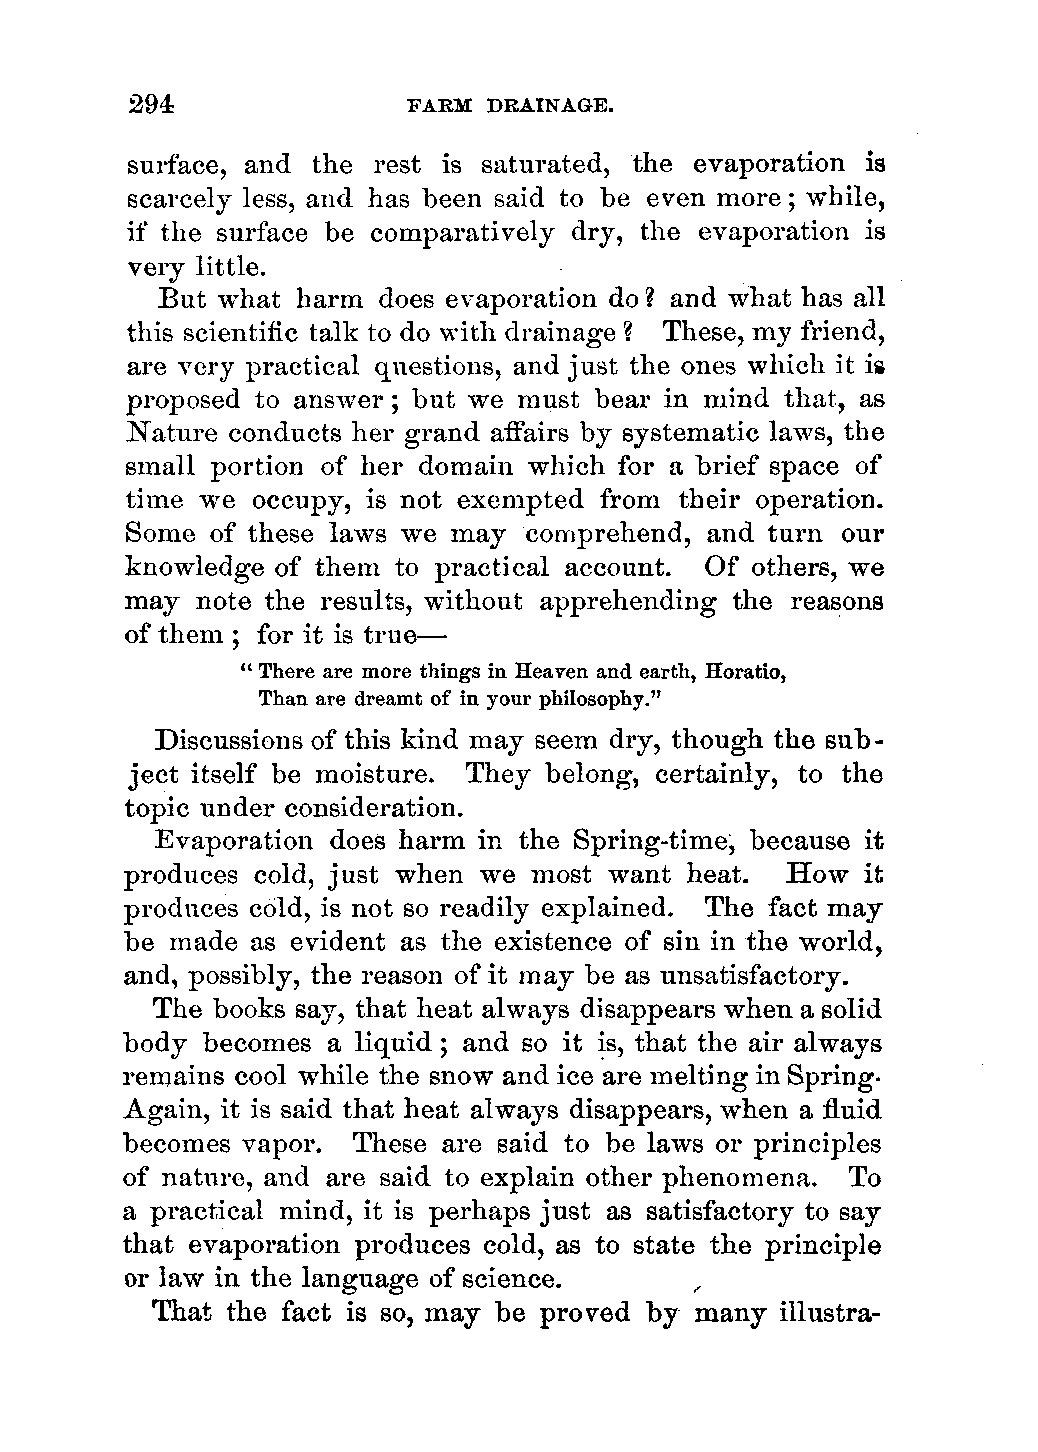 294 FARM DRAINAGE.
surface, and the rest is saturated, the evaporation is
scarcely less, and has been said to be even more; while,
if the surface be comparatively dry, the evaporation is
very little.
But what harm does evaporation do? and what has all
this scientific talk to do with drainage? These, my friend,
are very practical questions, and just the ones which it is
proposed to answer; but we must bear in mind that, as
Nature conducts her grand affairs by systematic laws, the
small portion of her domain which for a brief space of
time we occupy, is not exempted from their operation.
Some of these laws we may comprehend, and turn our
knowledge of them to practical account. Of others, we
may note the results, without apprehending the reasons
of them; for it is true—
"There are more things in Heaven and earth, Horatio,
Than are dreamt of in your philosophy."
Discussions of this kind may seem dry, though the sub-
ject itself be moisture. They belong, certainly, to the
topic under consideration.
Evaporation does harm in the Spring-time, because it
produces cold, just when we most want heat. How it
produces cold, is not so readily explained. The fact may
be made as evident as the existence of sin in the world,
and, possibly, the reason of it may be as unsatisfactory.
The books say, that heat always disappears when a solid
body becomes a liquid; and so it is, that the air always
remains cool while the snow and ice are melting in Spring.
Again, it is said that heat always disappears, when a fluid
becomes vapor. These are said to be laws or principles
of nature, and are said to explain other phenomena. To
a practical mind, it is perhaps just as satisfactory to say
that evaporation produces cold, as to state the principle
or law in the language of science.
That the fact is so, may be proved by many illustra-